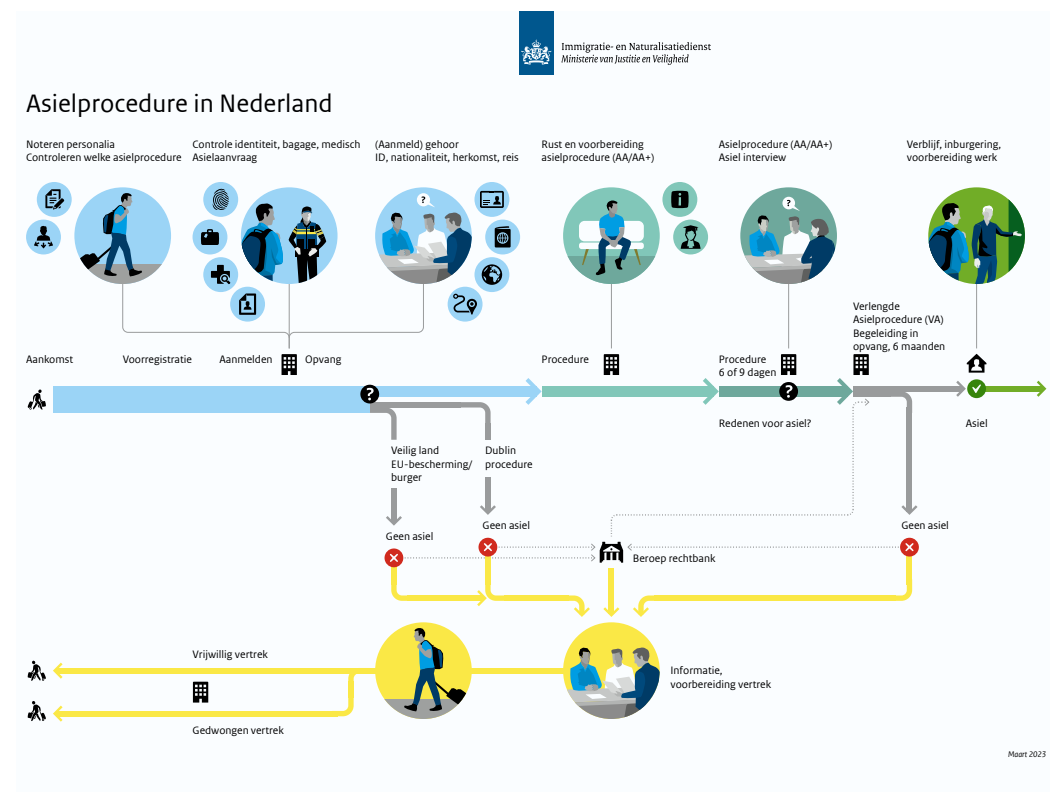 Immigratie- en Naturalisatiedienst
Ministerie van Justitie en Veiligheid
Asielprocedure in Nederland
Noteren personalia
Controleren welke asielprocedure
Controle identiteit, bagage, medisch
Asielaanvraag
(Aanmeld) gehoor
ID, nationaliteit, herkomst, reis
Rust en voorbereiding
asielprocedure (AA/AA+)
Asielprocedure (AA/AA+)
Asiel interview
Verblijf, inburgering,
voorbereiding werk
?
?
Verlengde
Asielprocedure (VA)
Begeleiding in
opvang, 6 maanden
Aankomst
Voorregistratie
Aanmelden
Opvang
Procedure
Procedure
6 of 9 dagen
?
?
Redenen voor asiel?
Asiel
Veilig land
EU-bescherming/
burger
Dublin
procedure
Geen asiel
Geen asiel
Geen asiel
Beroep rechtbank
Vrijwillig vertrek
Informatie,
voorbereiding vertrek
Gedwongen vertrek
Maart 2023